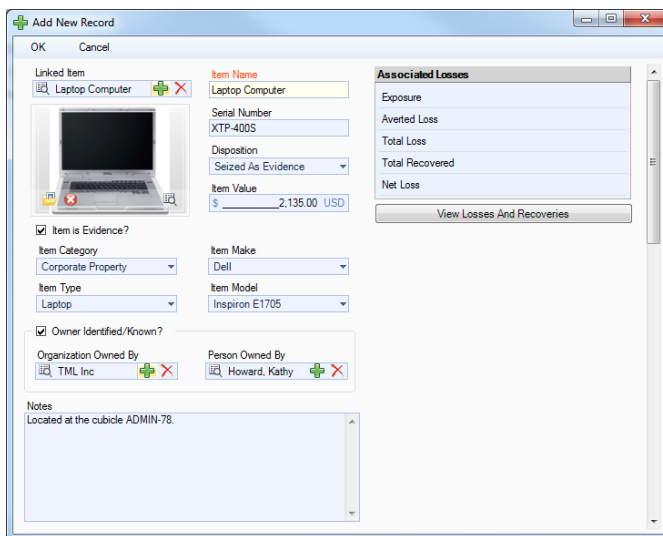 Add New Record
OK Cancel
Linked Item
Laptop Computer
Item Name
Laptop Computer
Serial Number
XTP-400S
Disposition
Seized As Evidence
Item Value
$ __________2,135.00 USD
Item is Evidence?
Item Category
Corporate Property
Item Make
Dell
Item Type
Laptop
Item Model
Inspiron E1705
Owner Identified/Known?
Organization Owned By
TML Inc
Person Owned By
Howard, Kathy
Notes
Located at the cubicle ADMIN-78.
Associated Losses
Exposure
Averted Loss
Total Loss
Total Recovered
Net Loss
View Losses And Recoveries